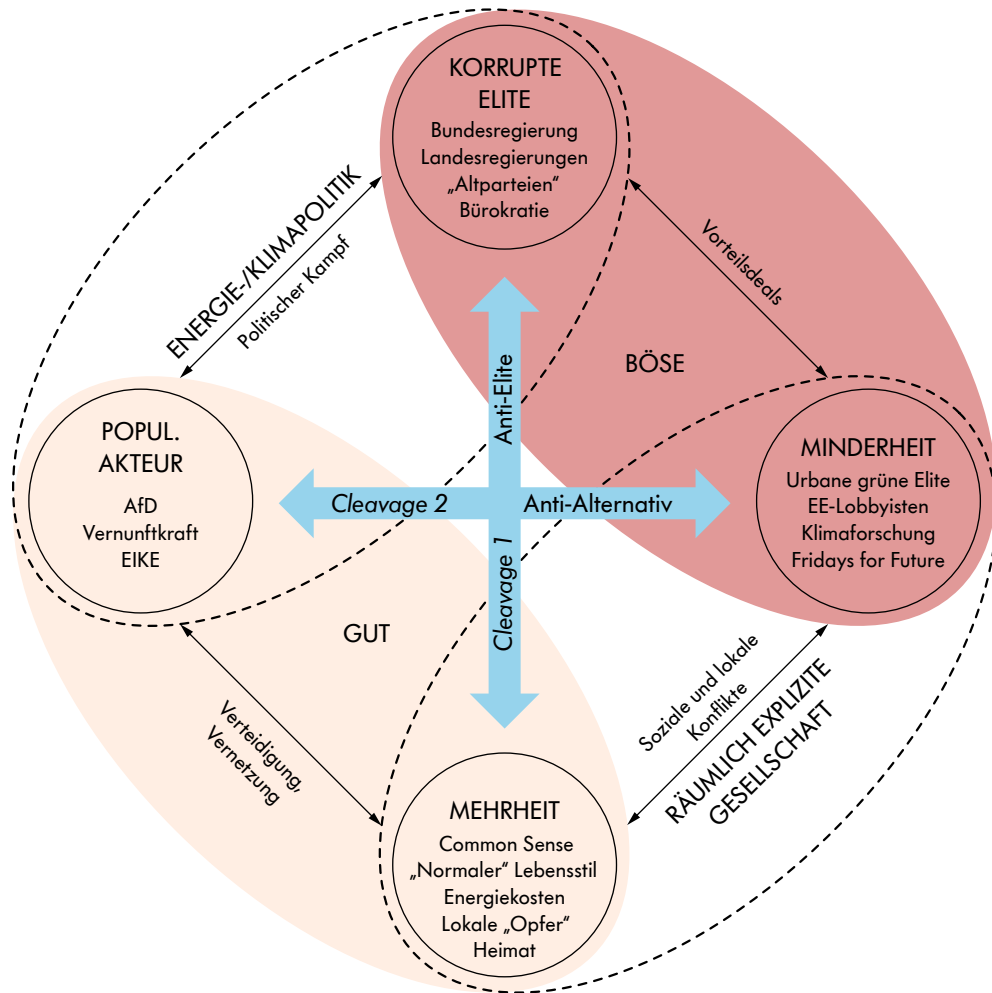 KORRUPTE
ELITE
Bundesregierung
Landesregierungen
„Altparteien“
Bürokratie
ENERGIE-/KLIMAPOLITIK
Politischer Kampf
Vorteilsdeals
BÖSE
Anti-Elite
POPUL.
AKTEUR
AfD
Vernunftkraft
EIKE
Cleavage 2
Anti-Alternativ
MINDERHEIT
Urbane grüne Elite
EE-Lobbyisten
Klimaforschung
Fridays for Future
Cleavage 1
GUT
Verteidigung,
Vernetzung
Soziale und lokale
Konflikte
RÄUMLICH EXPLIZITE
GESELLSCHAFT
MEHRHEIT
Common Sense
„Normaler“ Lebensstil
Energiekosten
Lokale „Opfer“
Heimat